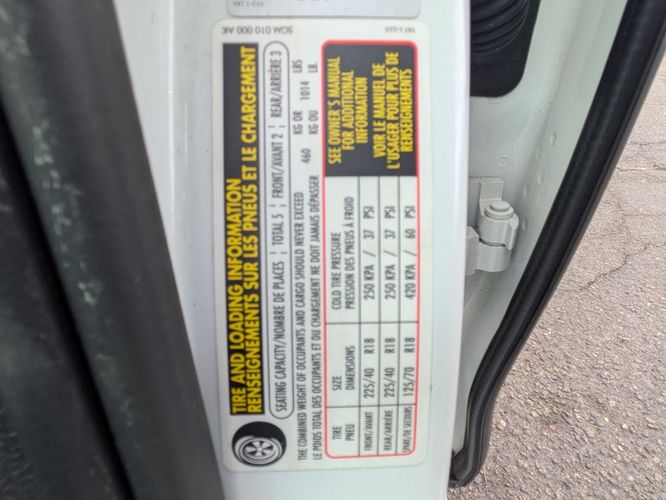 5GM 010 000 AK
TIRE AND LOADING INFORMATION
RENSEIGNEMENTS SUR LES PNEUS ET LE CHARGEMENT
SEATING CAPACITY/NOMBRE DE PLACES TOTAL 5 FRONT/AVANT 2 REAR/ARRIÈRE 3
THE COMBINED WEIGHT OF OCCUPANTS AND CARGO SHOULD NEVER EXCEED 460 KG OR 1014 LBS
LE POIDS TOTAL DES OCCUPANTS ET DU CHARGEMENT NE DOIT JAMAIS DÉPASSER KG OU LB.
TIRE SIZE COLD TIRE PRESSURE
PNEU DIMENSIONS PRESSION DES PNEUS À FROID
FRONT/AVANT 225/40 R18 250 KPA / 37 PSI
REAR/ARRIÈRE 225/40 R18 250 KPA / 37 PSI
SPARE/DE SECOURS 125/70 R18 420 KPA / 60 PSI
SEE OWNER'S MANUAL
FOR ADDITIONAL
INFORMATION
VOIR LE MANUEL DE
L'USAGER POUR PLUS DE
RENSEIGNEMENTS